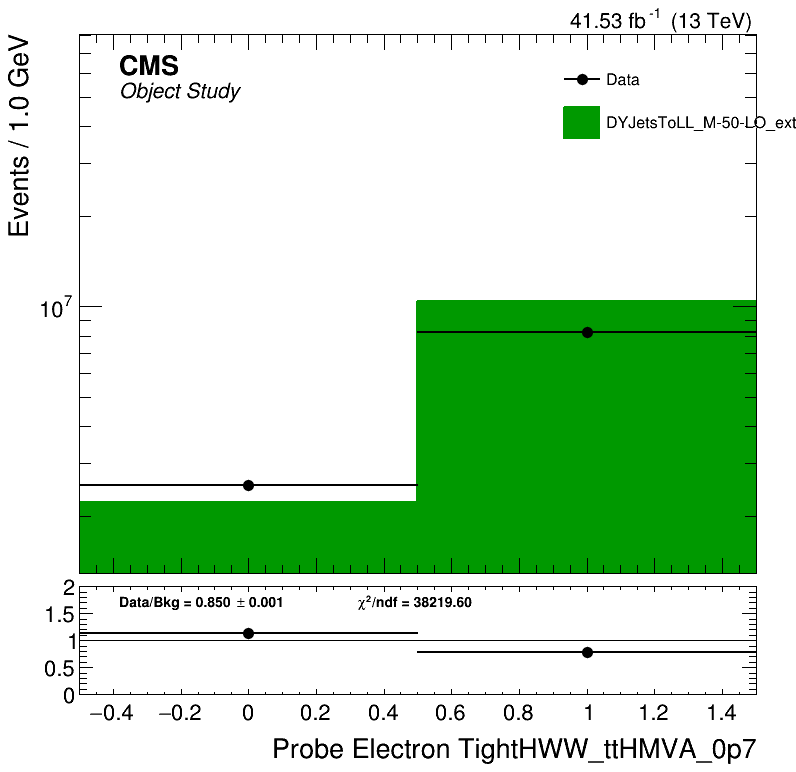 41.53 fb⁻¹ (13 TeV)
Events / 1.0 GeV
CMS
Object Study
Data
DYJetsToLL_M-50-LO_ext
10⁷
2
1.5
1
0.5
0
Data/Bkg = 0.850 ± 0.001
χ²/ndf = 38219.60
−0.4 −0.2 0 0.2 0.4 0.6 0.8 1 1.2 1.4
Probe Electron TightHWW_ttHMVA_0p7